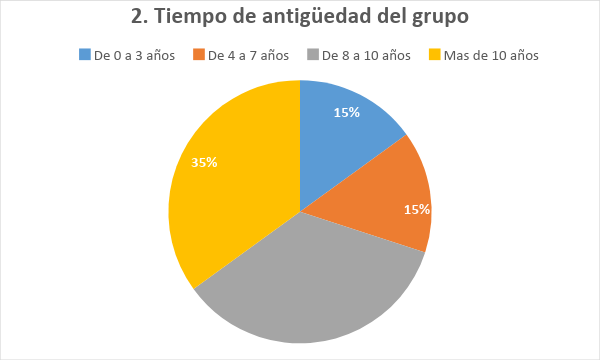 2. Tiempo de antigüedad del grupo
De 0 a 3 años De 4 a 7 años De 8 a 10 años Mas de 10 años
15%
35%
15%